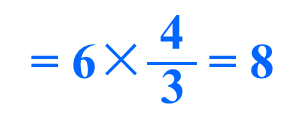 = 6 × 4/3 = 8